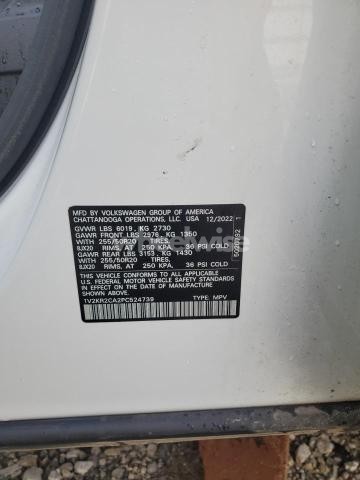 MFD BY VOLKSWAGEN GROUP OF AMERICA
CHATTANOOGA OPERATIONS, LLC. USA 12/2022
GVWR LBS 6019 , KG 2730
GAWR FRONT LBS 2976 , KG 1350
WITH 255/50R20 TIRES,
8JX20 RIMS, AT 250 KPA, 36 PSI COLD
GAWR REAR LBS 3153 , KG 1430
WITH 255/50R20 TIRES,
8JX20 RIMS, AT 250 KPA, 36 PSI COLD
THIS VEHICLE CONFORMS TO ALL APPLICABLE
U.S. FEDERAL MOTOR VEHICLE SAFETY STANDARDS
IN EFFECT ON THE DATE OF MANUFACTURE
SHOWN ABOVE.
1V2KR2CA2PC524739 TYPE: MPV